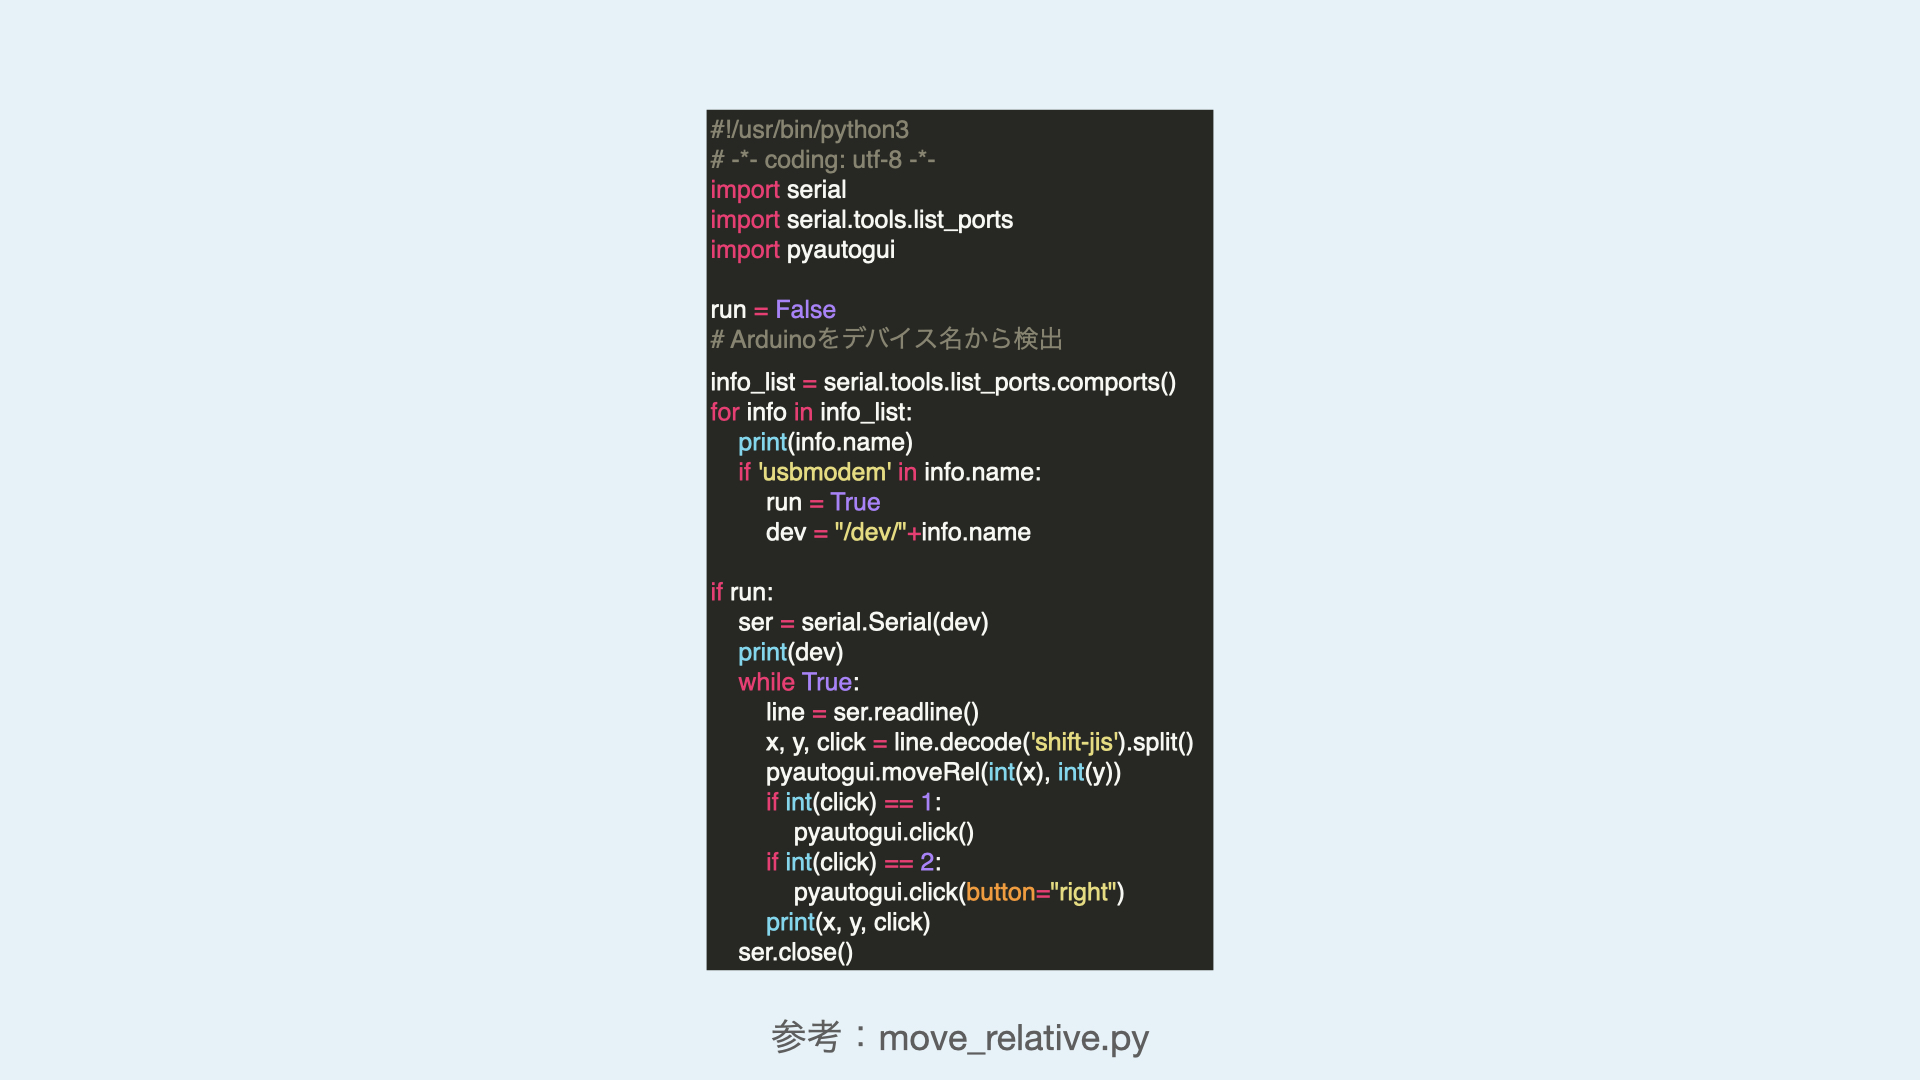 #!/usr/bin/python3
# -*- coding: utf-8 -*-
import serial
import serial.tools.list_ports
import pyautogui

run = False
# Arduinoをデバイス名から検出
info_list = serial.tools.list_ports.comports()
for info in info_list:
    print(info.name)
    if 'usbmodem' in info.name:
        run = True
        dev = "/dev/"+info.name

if run:
    ser = serial.Serial(dev)
    print(dev)
    while True:
        line = ser.readline()
        x, y, click = line.decode('shift-jis').split()
        pyautogui.moveRel(int(x), int(y))
        if int(click) == 1:
            pyautogui.click()
        if int(click) == 2:
            pyautogui.click(button="right")
        print(x, y, click)
    ser.close()
参考：move_relative.py